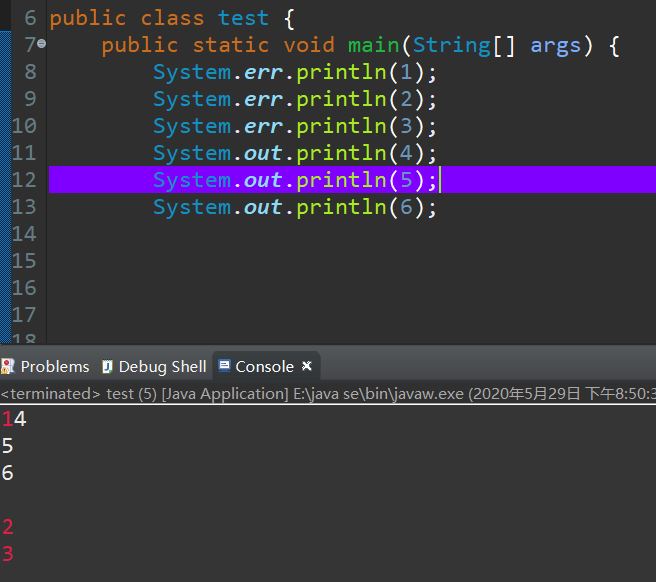 6 public class test {
7 public static void main(String[] args) {
8 System.err.println(1);
9 System.err.println(2);
10 System.err.println(3);
11 System.out.println(4);
12 System.out.println(5);
13 System.out.println(6);
14
15
16
17
18
Problems Debug Shell Console
<terminated> test (5) [Java Application] E:\java se\bin\javaw.exe (2020年5月29日 下午8:50:3
14
5
6
2
3